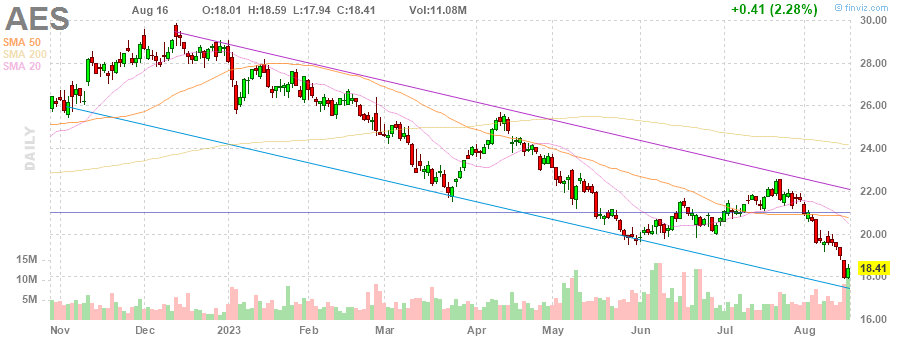 AES Aug 16 O:18.01 H:18.59 L:17.94 C:18.41 Vol:11.08M +0.41 (2.28%) @ finviz.com
SMA 50
SMA 200
SMA 20
DAILY
30.00
28.00
26.00
24.00
22.00
20.00
18.41
18.00
16.00
15M
10M
5M
Nov Dec 2023 Feb Mar Apr May Jun Jul Aug